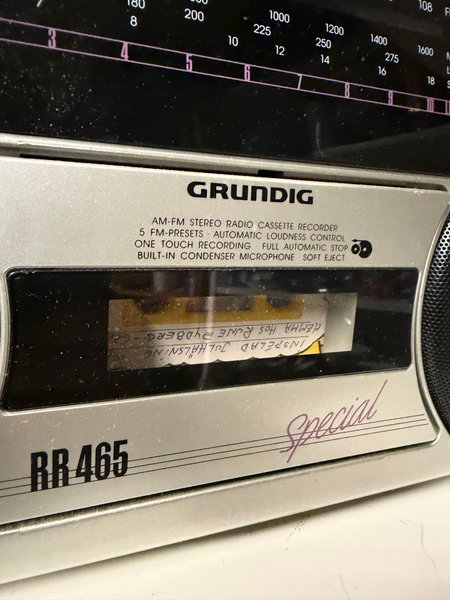 108
1000 1200 1400 1600
180 200 225 250 275
8 10 12 14 16 18
3 4 5 6 7 8 9 10
GRUNDIG
AM-FM STEREO RADIO CASSETTE RECORDER
5 FM-PRESETS · AUTOMATIC LOUDNESS CONTROL
ONE TOUCH RECORDING · FULL AUTOMATIC STOP
BUILT-IN CONDENSER MICROPHONE · SOFT EJECT
INSPELAD JULHÄLSNING
HEMMA HOS RUNE RYDBERG
Special
RR 465